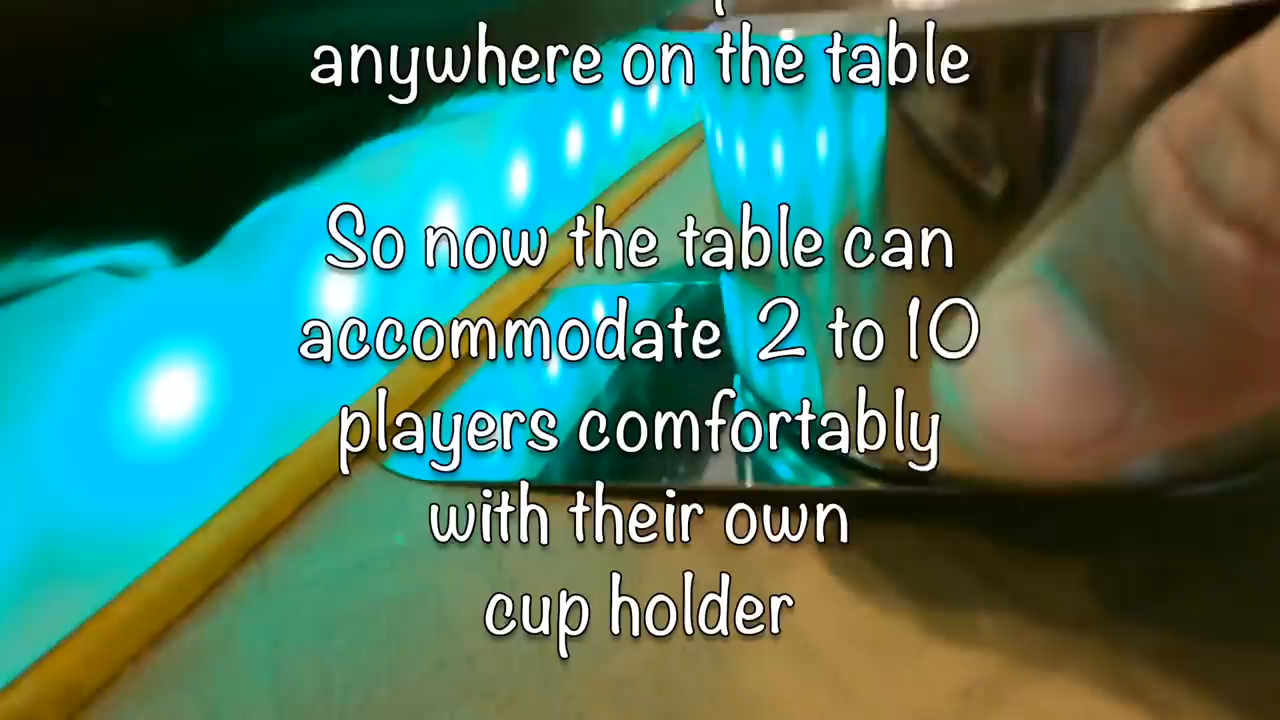 anywhere on the table
So now the table can
accommodate 2 to 10
players comfortably
with their own
cup holder